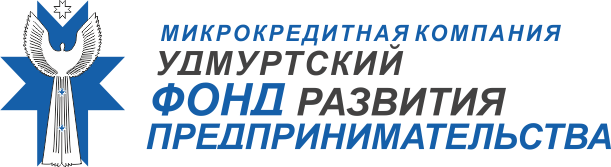 МИКРОКРЕДИТНАЯ КОМПАНИЯ
УДМУРТСКИЙ
ФОНД РАЗВИТИЯ
ПРЕДПРИНИМАТЕЛЬСТВА